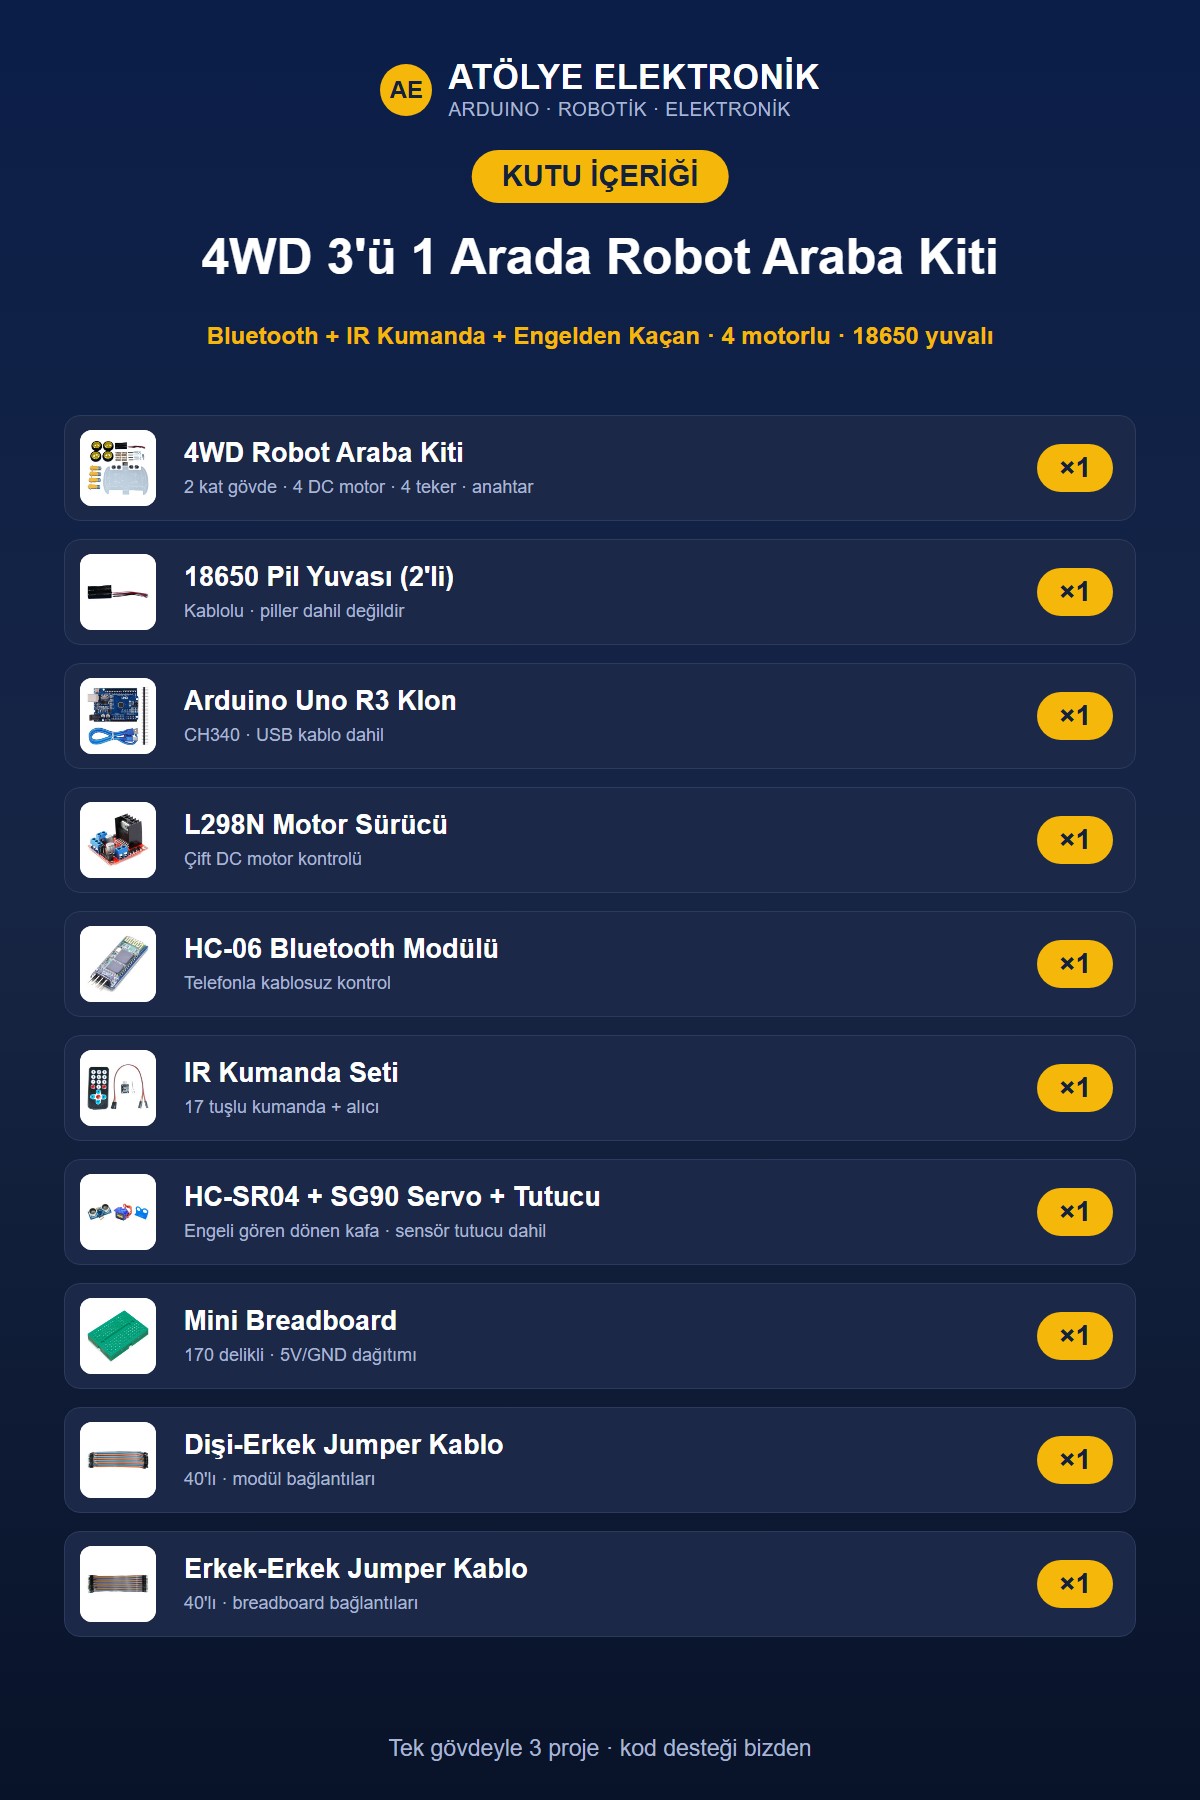 AE
ATÖLYE ELEKTRONİK
ARDUINO · ROBOTİK · ELEKTRONİK
KUTU İÇERİĞİ
4WD 3'ü 1 Arada Robot Araba Kiti
Bluetooth + IR Kumanda + Engelden Kaçan · 4 motorlu · 18650 yuvalı
4WD Robot Araba Kiti
2 kat gövde · 4 DC motor · 4 teker · anahtar
×1
18650 Pil Yuvası (2'li)
Kablolu · piller dahil değildir
×1
Arduino Uno R3 Klon
CH340 · USB kablo dahil
×1
L298N Motor Sürücü
Çift DC motor kontrolü
×1
HC-06 Bluetooth Modülü
Telefonla kablosuz kontrol
×1
IR Kumanda Seti
17 tuşlu kumanda + alıcı
×1
HC-SR04 + SG90 Servo + Tutucu
Engeli gören dönen kafa · sensör tutucu dahil
×1
Mini Breadboard
170 delikli · 5V/GND dağıtımı
×1
Dişi-Erkek Jumper Kablo
40'lı · modül bağlantıları
×1
Erkek-Erkek Jumper Kablo
40'lı · breadboard bağlantıları
×1
Tek gövdeyle 3 proje · kod desteği bizden